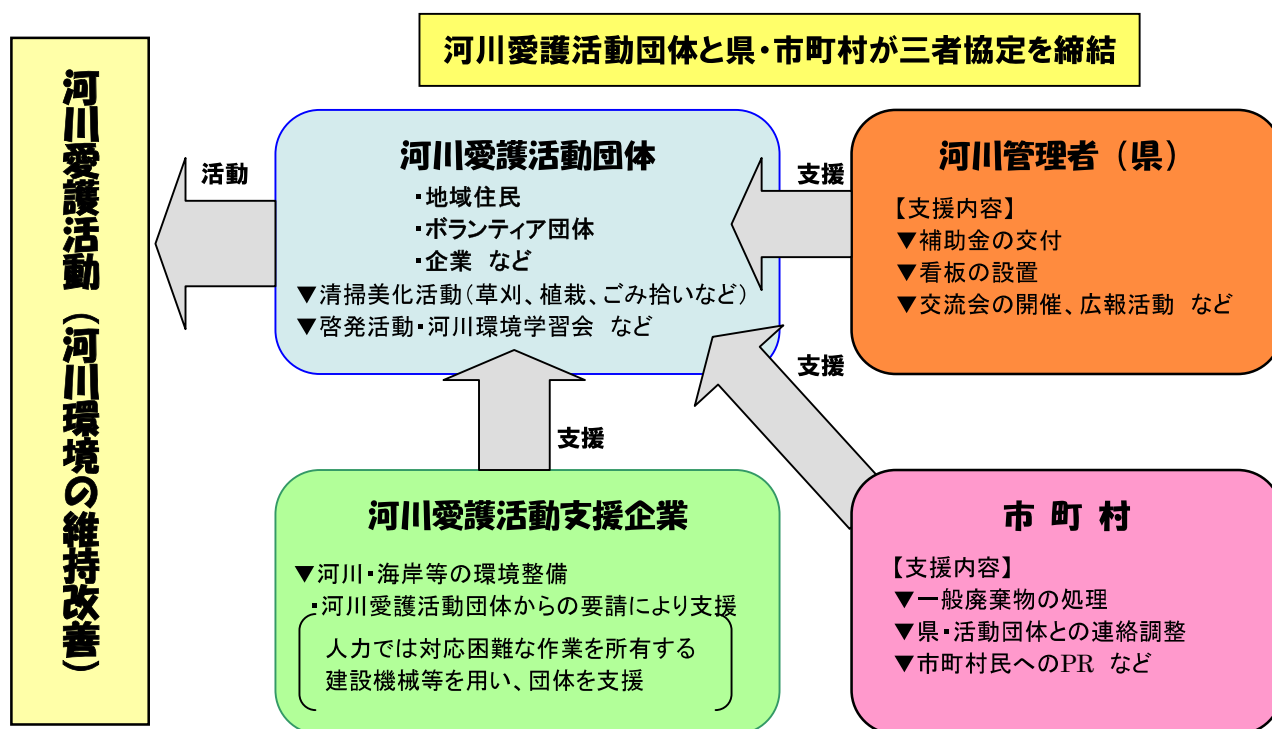 河川愛護活動団体と県・市町村が三者協定を締結
河川愛護活動（河川環境の維持改善）
活動
河川愛護活動団体
・地域住民
・ボランティア団体
・企業 など
▼清掃美化活動（草刈、植栽、ごみ拾いなど）
▼啓発活動・河川環境学習会 など
支援
河川管理者（県）
【支援内容】
▼補助金の交付
▼看板の設置
▼交流会の開催、広報活動 など
支援
支援
河川愛護活動支援企業
▼河川・海岸等の環境整備
・河川愛護活動団体からの要請により支援
人力では対応困難な作業を所有する
建設機械等を用い、団体を支援
市 町 村
【支援内容】
▼一般廃棄物の処理
▼県・活動団体との連絡調整
▼市町村民へのPR など